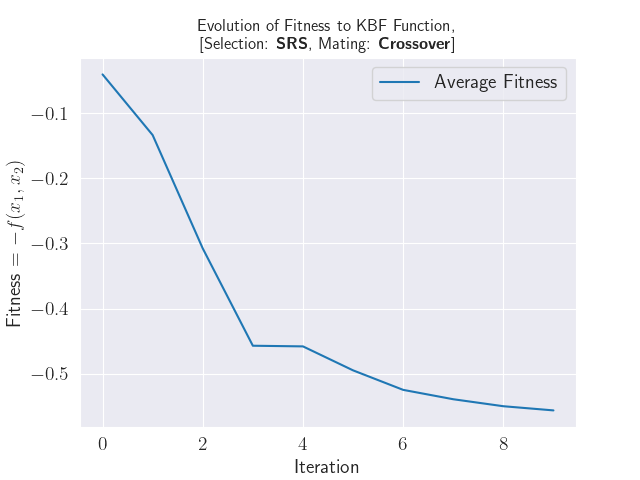 Evolution of Fitness to KBF Function,
[Selection: SRS, Mating: Crossover]
Average Fitness
Fitness = −f(x₁, x₂)
−0.1
−0.2
−0.3
−0.4
−0.5
0 2 4 6 8
Iteration